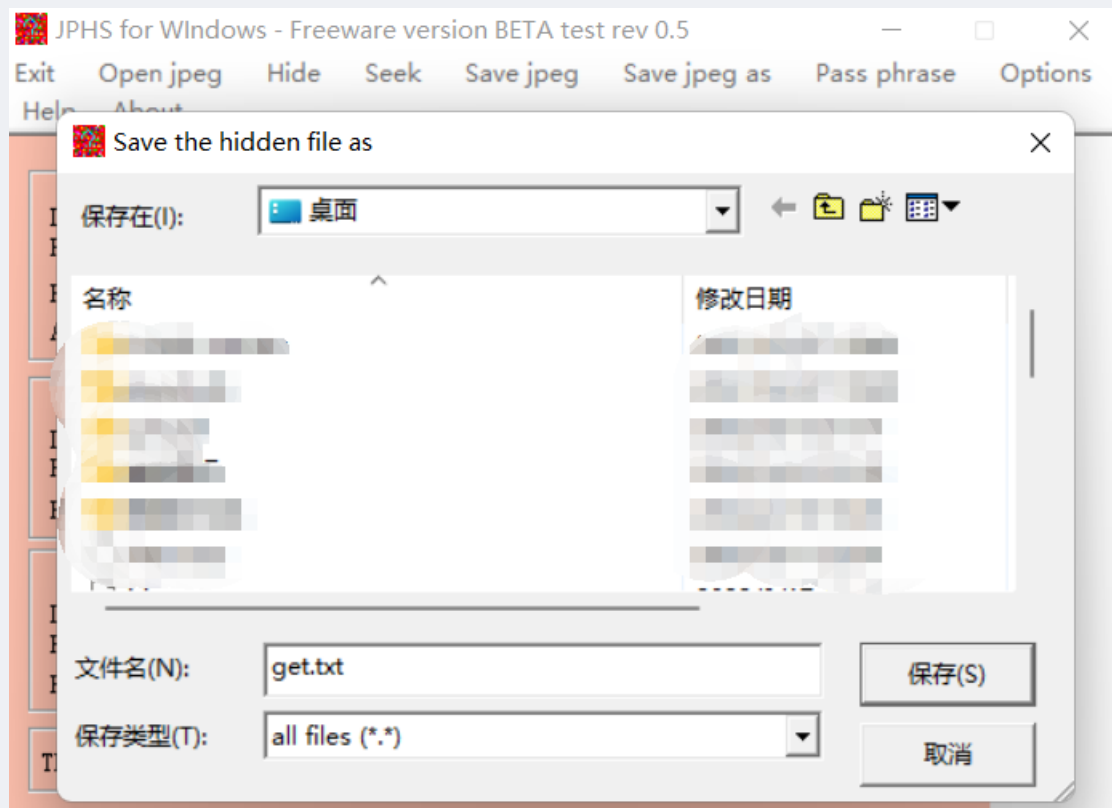 JPHS for WIndows - Freeware version BETA test rev 0.5
Exit Open jpeg Hide Seek Save jpeg Save jpeg as Pass phrase Options
Help About
Save the hidden file as
保存在(I): 桌面
名称 修改日期
文件名(N): get.txt 保存(S)
保存类型(T): all files (*.*)
取消